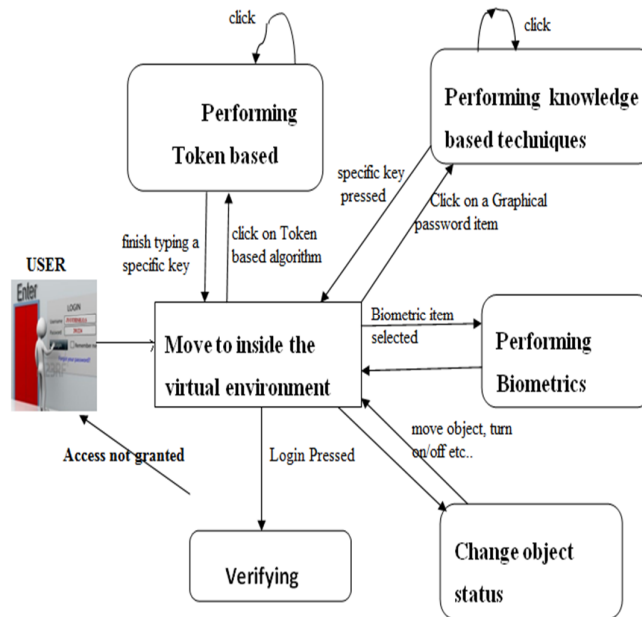 click
click
Performing
Token based
Performing knowledge
based techniques
specific key
pressed
Click on a Graphical
password item
finish typing a
specific key
click on Token
based algorithm
USER
Enter
LOGIN
Move to inside the
virtual environment
Biometric item
selected
Performing
Biometrics
Access not granted
Login Pressed
move object, turn
on/off etc..
Verifying
Change object
status